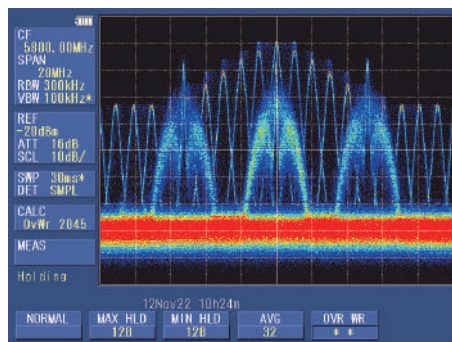 CF
5800.00MHz
SPAN
20MHz
RBW 300kHz
VBW 100kHz*
REF
-20dBm
ATT 16dB
SCL 10dB/
SWP 30ms*
DET SMPL
CALC
OvWr 2845
MEAS
Holding
12Nov22 10h24m
NORMAL
MAX HLD
128
MIN HLD
128
AVG
32
OVR WR
* *